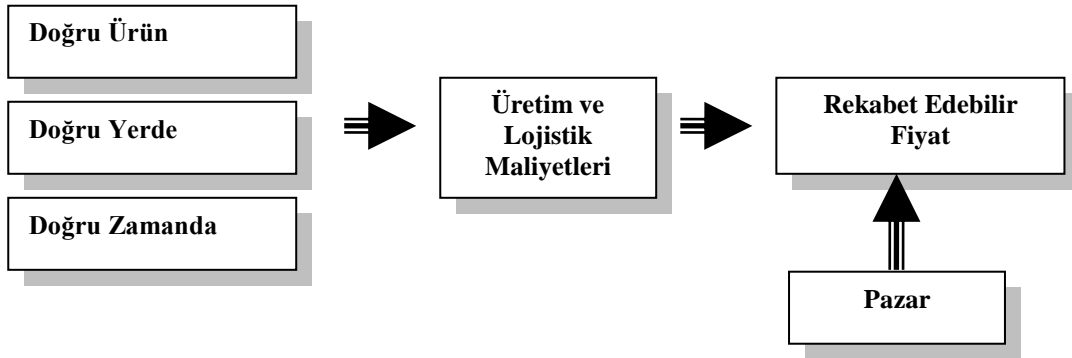 Doğru Ürün
Doğru Yerde
Doğru Zamanda
Üretim ve
Lojistik
Maliyetleri
Rekabet Edebilir
Fiyat
Pazar